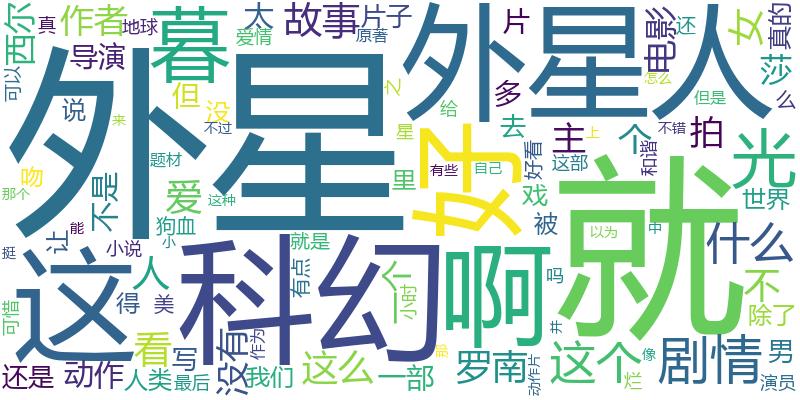 外星
外星人
就
这
科幻
好
啊
暮
光
剧情
什么
这个
故事
片子
作者
导演
西尔
太
但
没
爱情
原著
真
地球
可以
说
题材
不过
来
之
片
多
电影
还
女
真的
莎
么
怎么
但是
不错
上
给
星
去
主
个
拍
吻
那个
不是
爱
狗血
这种
小
里
有些
自己
好看
这部
和谐
戏
世界
被
以为
中
能
挺
让
小说
就是
人
得
美
有点
一个
小时
吗
井
不
除了
可惜
看
写
没有
作为
这么
那
罗南
动作片
像
烂
男
演员
还是
动作
人类
最后
我们
一部